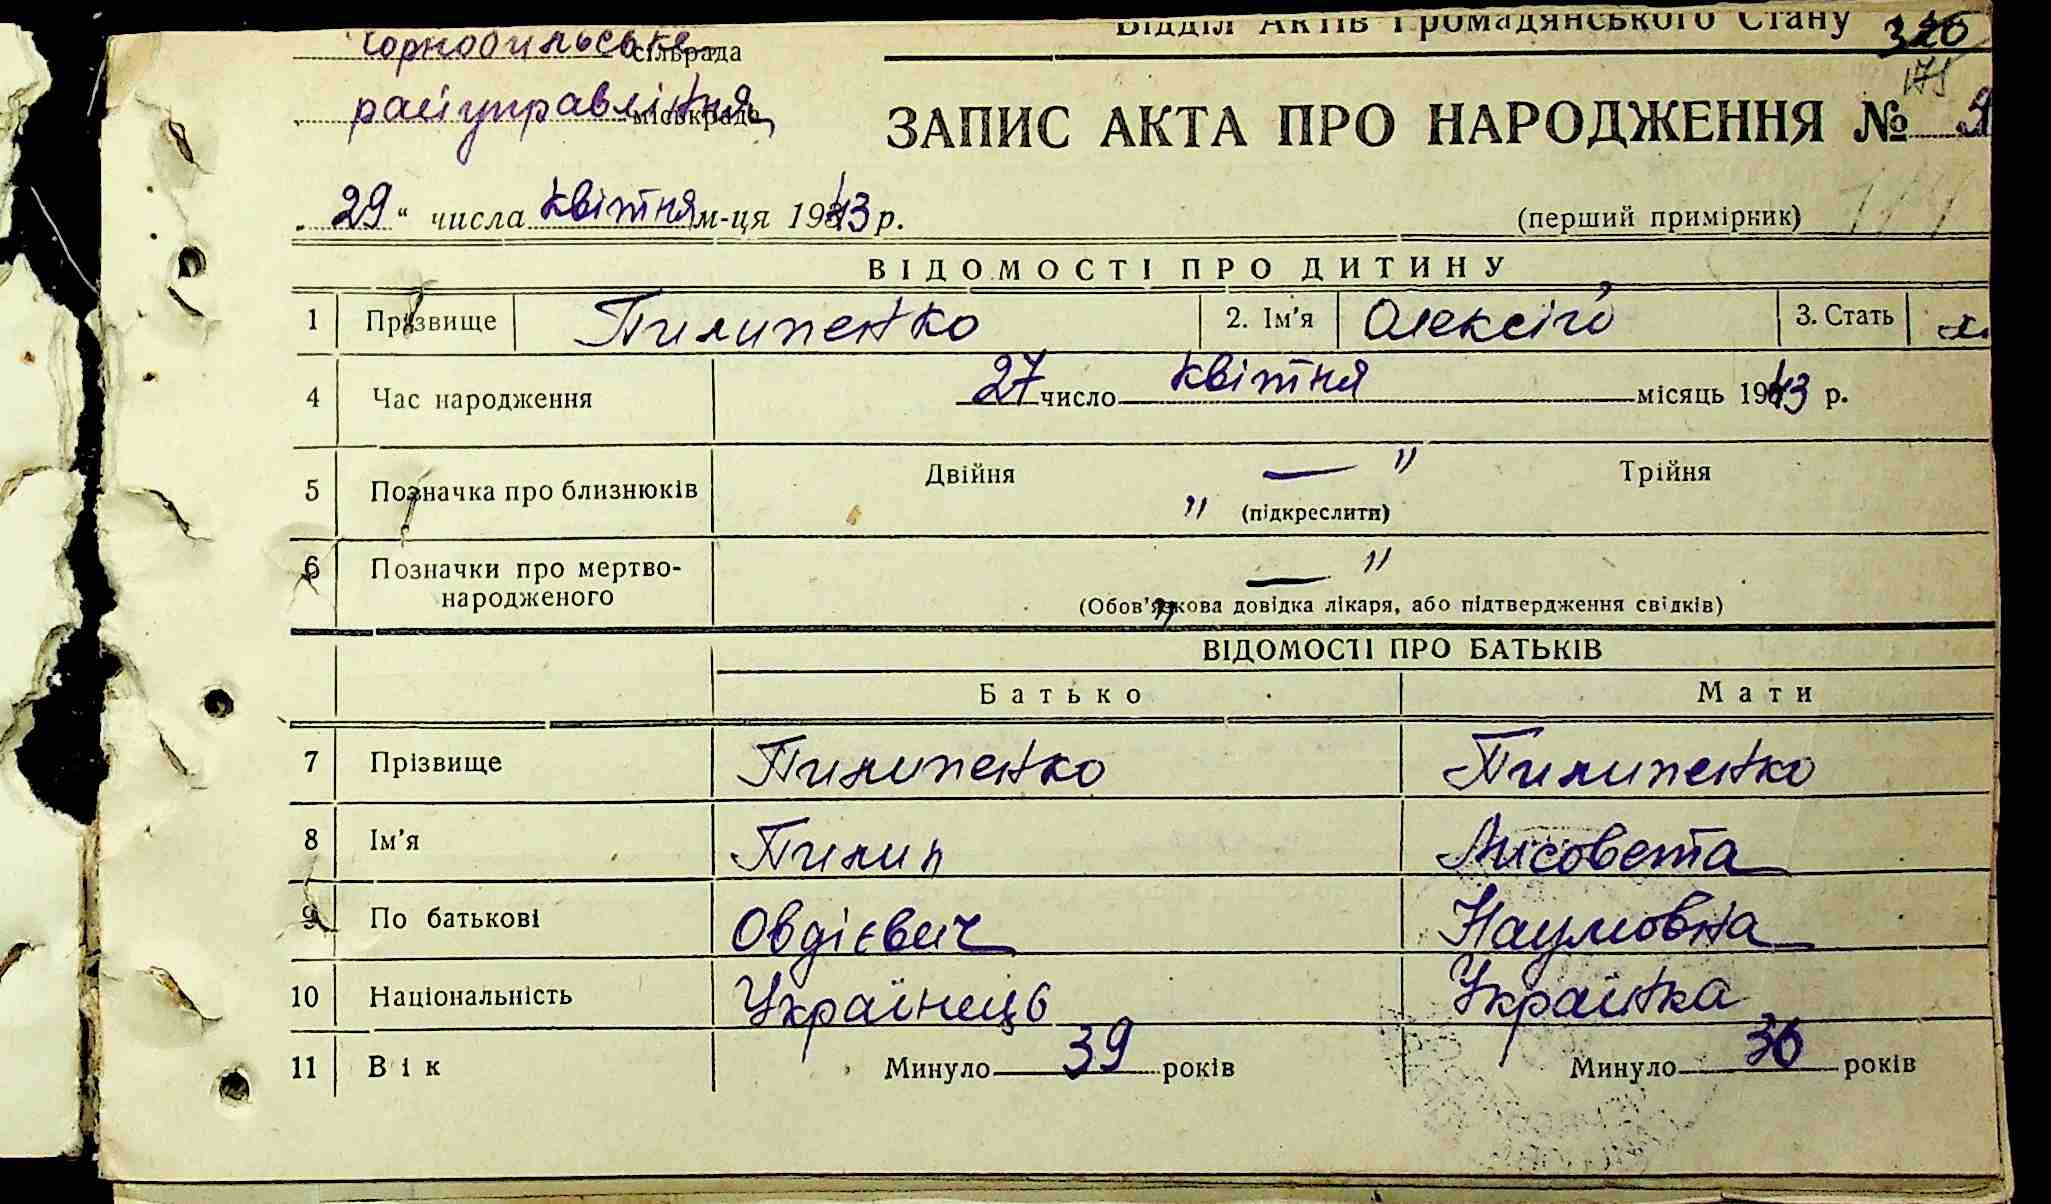 Відділ Актів Громадянського Стану 326
Чорнобильське сільрада
райуправління міськрада
175
ЗАПИС АКТА ПРО НАРОДЖЕННЯ №
„29“ числа квітня м-ця 1943 р.
(перший примірник)
ВІДОМОСТІ ПРО ДИТИНУ
1 Прізвище Пилипенко 2. Ім’я Олексій 3. Стать
4 Час народження 27 число квітня місяць 1943 р.
5 Позначка про близнюків Двійня — " Трійня
" (підкреслити)
6 Позначки про мертво-
народженого — "
(Обов’язкова довідка лікаря, або підтвердження свідків)
ВІДОМОСТІ ПРО БАТЬКІВ
Батько Мати
7 Прізвище Пилипенко Пилипенко
8 Ім’я Пилип Лисовета
9 По батькові Овдієвич Наумовна
10 Національність Українець Українка
11 Вік Минуло 39 років Минуло 36 років